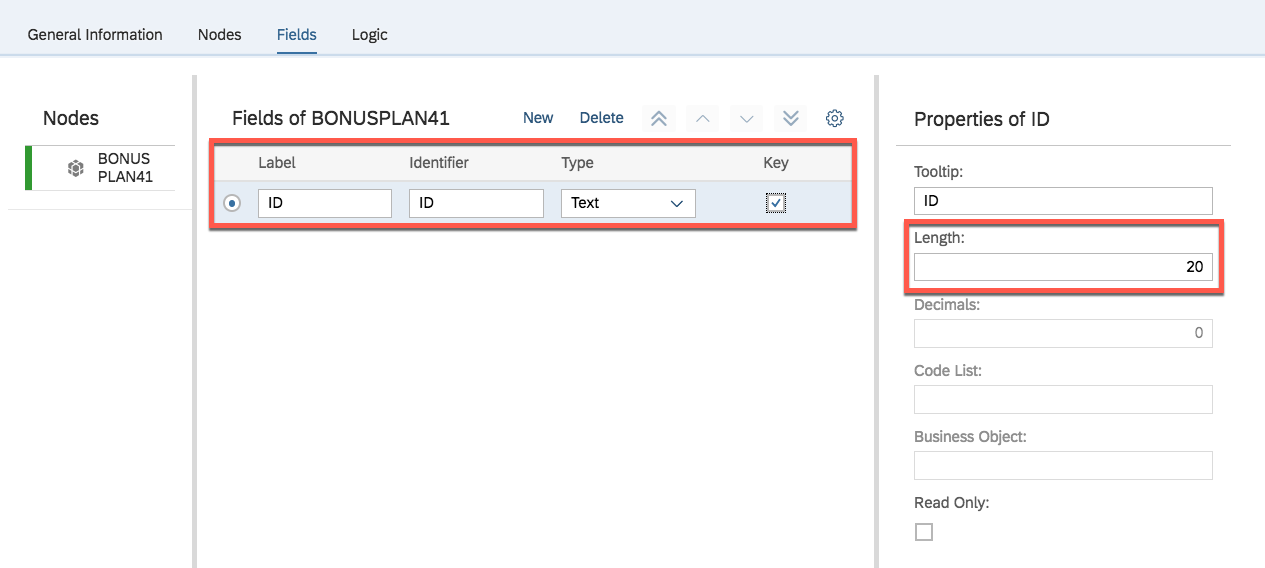 General Information Nodes Fields Logic
Nodes
BONUS
PLAN41
Fields of BONUSPLAN41 New Delete
Label Identifier Type Key
ID ID Text
Properties of ID
Tooltip:
ID
Length:
20
Decimals:
0
Code List:
Business Object:
Read Only: